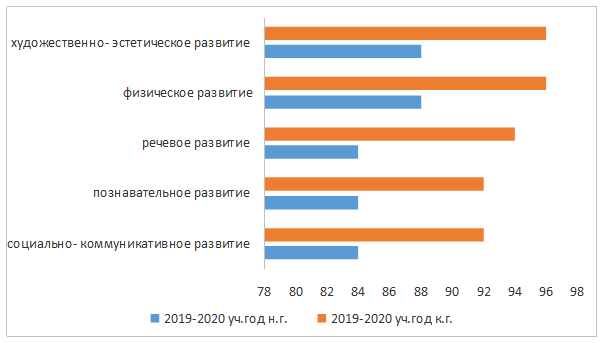 художественно- эстетическое развитие
физическое развитие
речевое развитие
познавательное развитие
социально- коммуникативное развитие
78 80 82 84 86 88 90 92 94 96 98
2019-2020 уч.год н.г. 2019-2020 уч.год к.г.